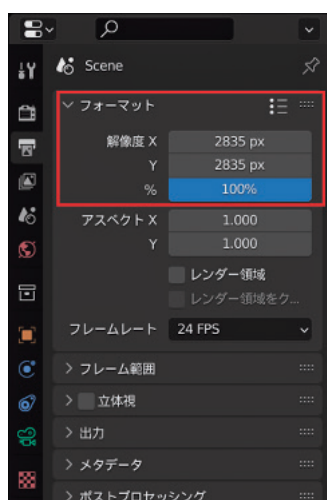 Scene
フォーマット
解像度 X 2835 px
Y 2835 px
% 100%
アスペクト X 1.000
Y 1.000
レンダー領域
レンダー領域をク...
フレームレート 24 FPS
フレーム範囲
立体視
出力
メタデータ
ポストプロセッシング